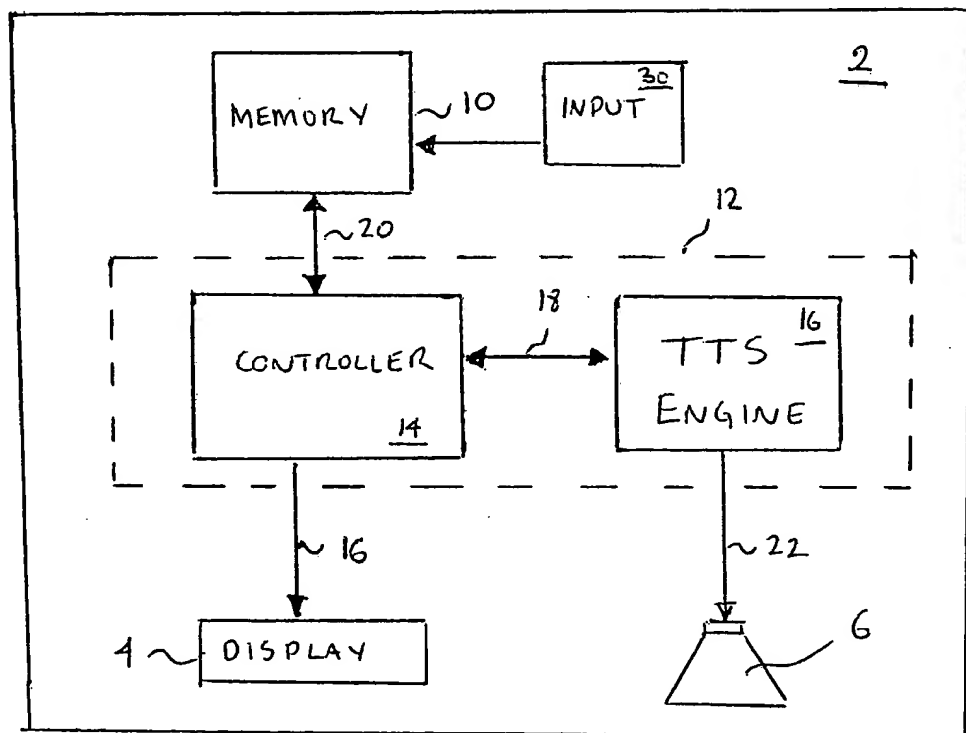 2
MEMORY
10
30
INPUT
20
12
18
CONTROLLER
14
16
TTS
ENGINE
16
22
4
DISPLAY
6